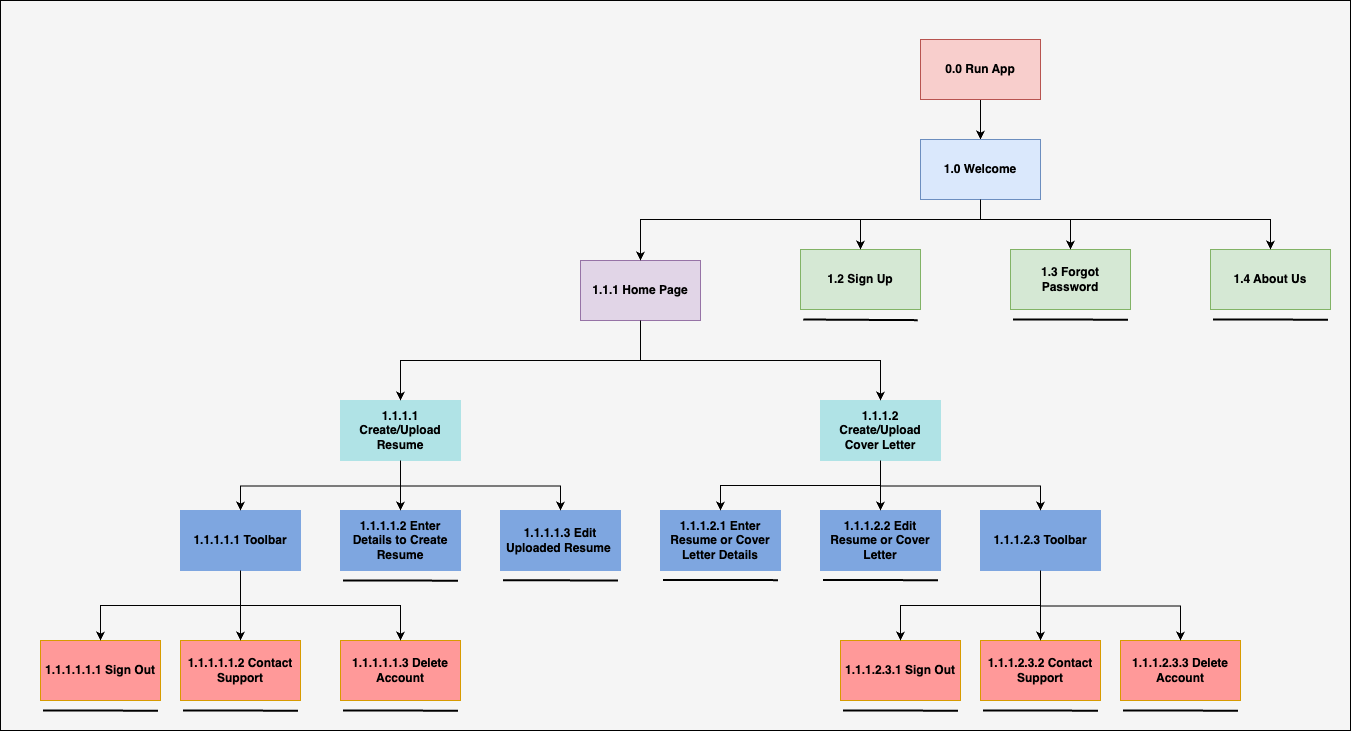 0.0 Run App
1.0 Welcome
1.1.1 Home Page
1.2 Sign Up
1.3 Forgot
Password
1.4 About Us
1.1.1.1
Create/Upload
Resume
1.1.1.2
Create/Upload
Cover Letter
1.1.1.1.1 Toolbar
1.1.1.1.2 Enter
Details to Create
Resume
1.1.1.1.3 Edit
Uploaded Resume
1.1.1.2.1 Enter
Resume or Cover
Letter Details
1.1.1.2.2 Edit
Resume or Cover
Letter
1.1.1.2.3 Toolbar
1.1.1.1.1.1 Sign Out
1.1.1.1.1.2 Contact
Support
1.1.1.1.1.3 Delete
Account
1.1.1.2.3.1 Sign Out
1.1.1.2.3.2 Contact
Support
1.1.1.2.3.3 Delete
Account